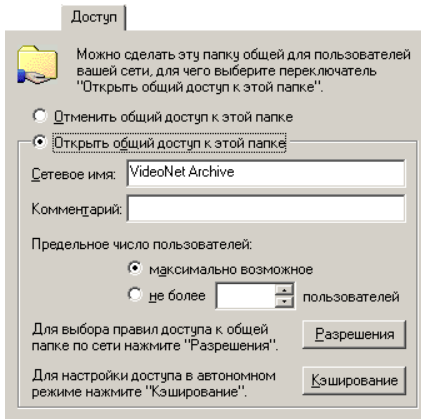 Доступ
Можно сделать эту папку общей для пользователей
вашей сети, для чего выберите переключатель
"Открыть общий доступ к этой папке".
Отменить общий доступ к этой папке
Открыть общий доступ к этой папке
Сетевое имя: VideoNet Archive
Комментарий:
Предельное число пользователей:
максимально возможное
не более пользователей
Для выбора правил доступа к общей
папке по сети нажмите "Разрешения".
Разрешения
Для настройки доступа в автономном
режиме нажмите "Кэширование".
Кэширование